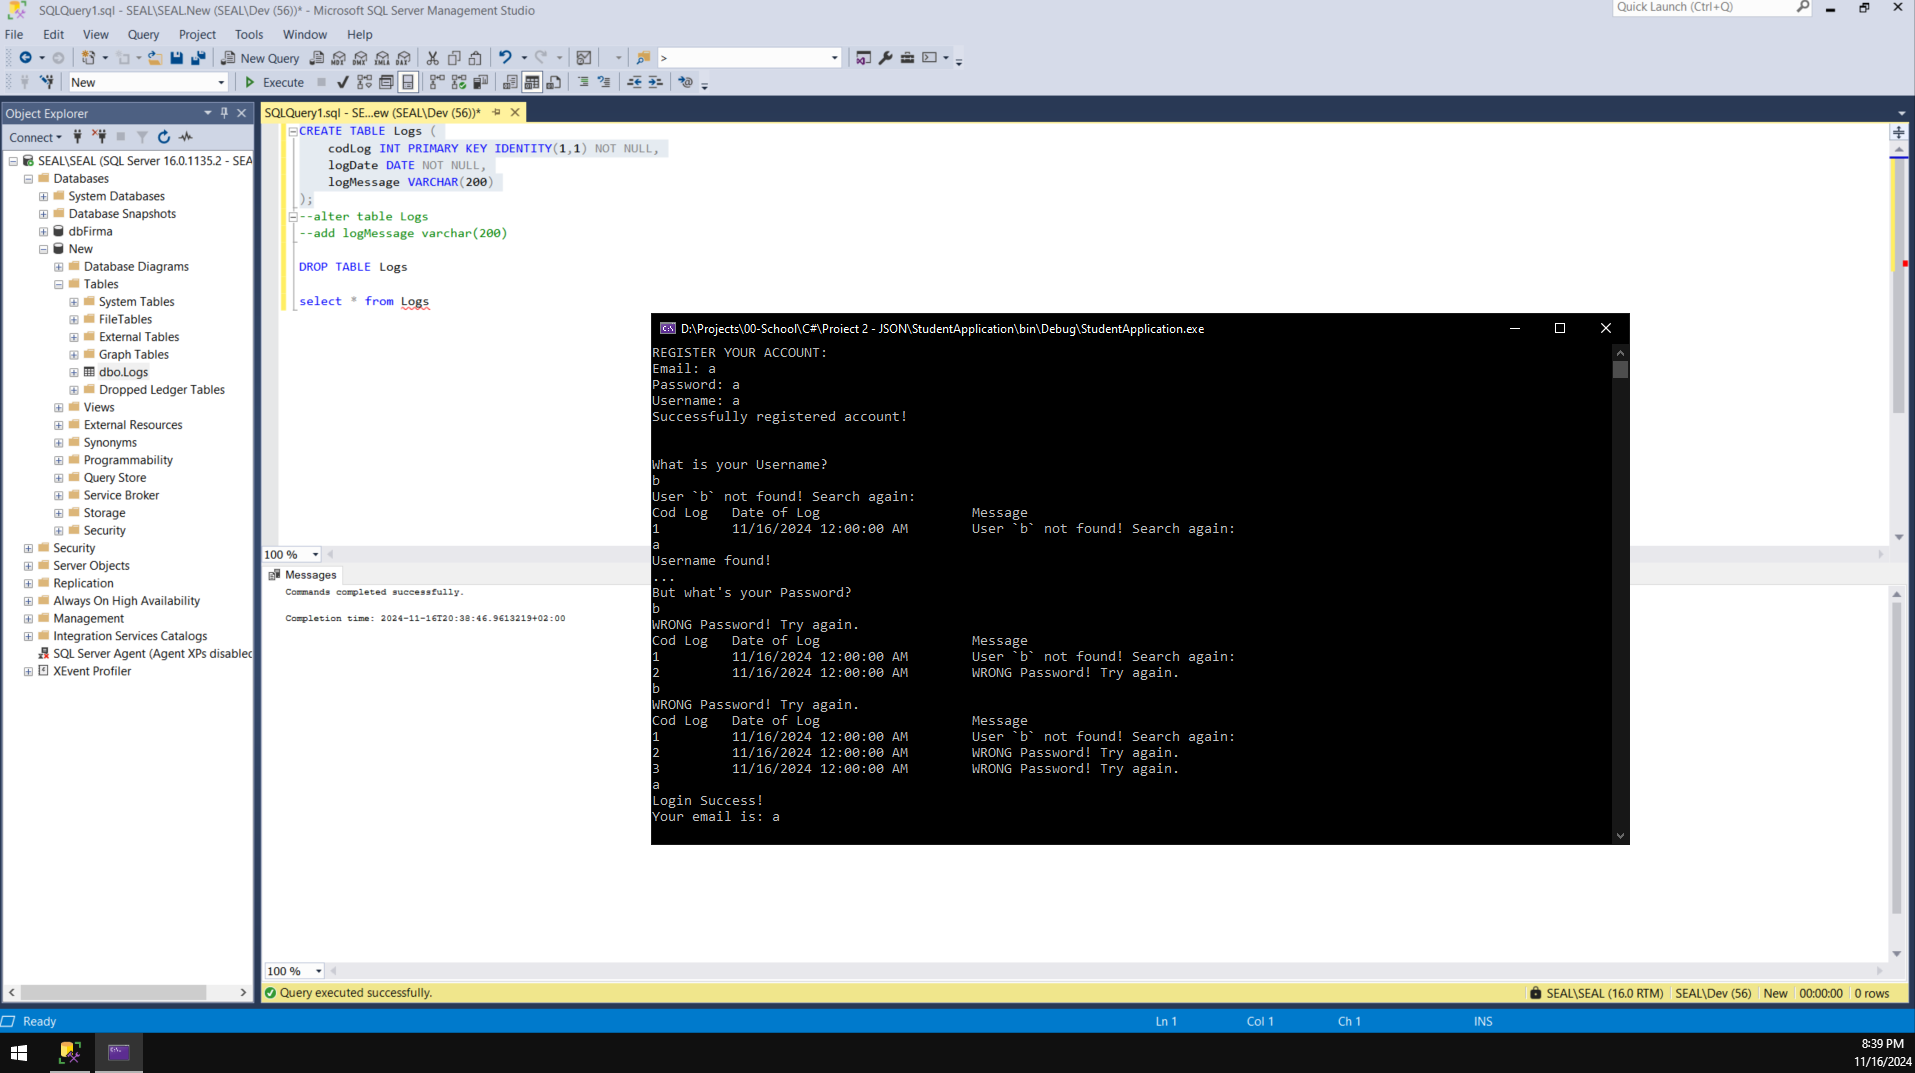 SQLQuery1.sql - SEAL\SEAL.New (SEAL\Dev (56))* - Microsoft SQL Server Management Studio
Quick Launch (Ctrl+Q)
File Edit View Query Project Tools Window Help
New Query
MDX DMX XMLA DAX
>
New
Execute
Object Explorer
Connect
SEAL\SEAL (SQL Server 16.0.1135.2 - SEA
Databases
System Databases
Database Snapshots
dbFirma
New
Database Diagrams
Tables
System Tables
FileTables
External Tables
Graph Tables
dbo.Logs
Dropped Ledger Tables
Views
External Resources
Synonyms
Programmability
Query Store
Service Broker
Storage
Security
Security
Server Objects
Replication
Always On High Availability
Management
Integration Services Catalogs
SQL Server Agent (Agent XPs disabled
XEvent Profiler
SQLQuery1.sql - SE...ew (SEAL\Dev (56))*
CREATE TABLE Logs (
codLog INT PRIMARY KEY IDENTITY(1,1) NOT NULL,
logDate DATE NOT NULL,
logMessage VARCHAR(200)
);
--alter table Logs
--add logMessage varchar(200)
DROP TABLE Logs
select * from Logs
100 %
Messages
Commands completed successfully.
Completion time: 2024-11-16T20:38:46.9613219+02:00
D:\Projects\00-School\C#\Proiect 2 - JSON\StudentApplication\bin\Debug\StudentApplication.exe
REGISTER YOUR ACCOUNT:
Email: a
Password: a
Username: a
Successfully registered account!
What is your Username?
b
User `b` not found! Search again:
Cod Log Date of Log Message
1 11/16/2024 12:00:00 AM User `b` not found! Search again:
a
Username found!
...
But what's your Password?
b
WRONG Password! Try again.
Cod Log Date of Log Message
1 11/16/2024 12:00:00 AM User `b` not found! Search again:
2 11/16/2024 12:00:00 AM WRONG Password! Try again.
b
WRONG Password! Try again.
Cod Log Date of Log Message
1 11/16/2024 12:00:00 AM User `b` not found! Search again:
2 11/16/2024 12:00:00 AM WRONG Password! Try again.
3 11/16/2024 12:00:00 AM WRONG Password! Try again.
a
Login Success!
Your email is: a
100 %
Query executed successfully.
SEAL\SEAL (16.0 RTM) SEAL\Dev (56) New 00:00:00 0 rows
Ready Ln 1 Col 1 Ch 1 INS
8:39 PM
11/16/2024